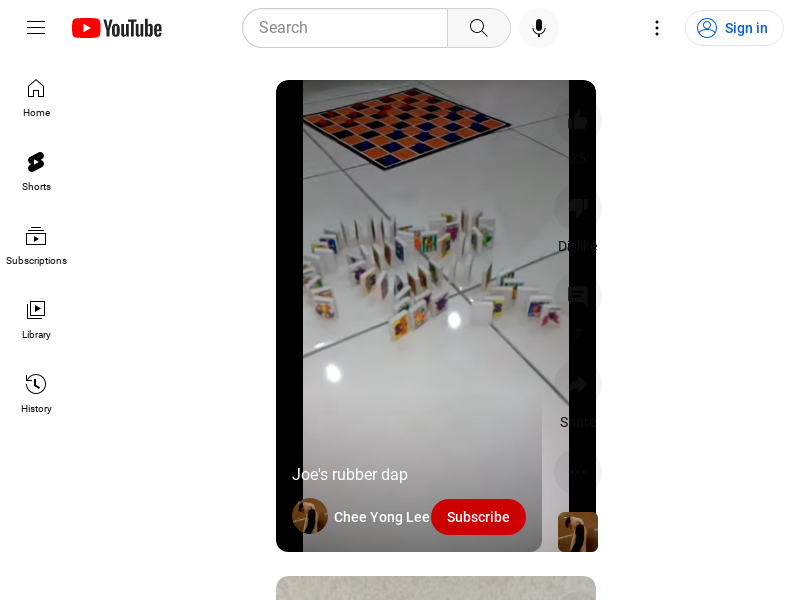 YouTube
Search
Sign in
Home
Shorts
Subscriptions
Library
History
25
Dislike
7
Share
Joe's rubber dap
Chee Yong Lee
Subscribe